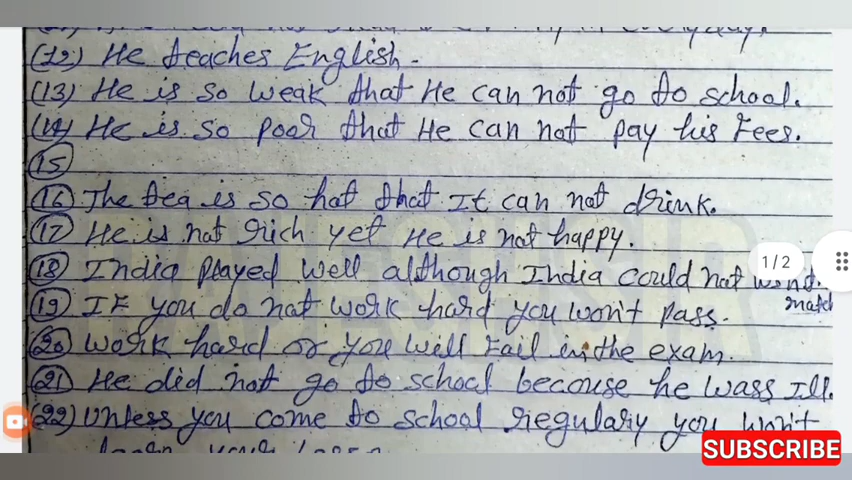 (12) He teaches English.
(13) He is so weak that He can not go to school.
(14) He is so poor that He can not pay his Fees.
(15)
(16) The tea is so hot that It can not drink.
(17) He is not rich yet He is not happy.
1/2
(18) India played well although India could not
match
(19) IF you do not work hard you won't pass.
(20) work hard or you will Fail in the exam.
(21) He did not go to school becouse he wass Ill.
(22) unless you come to school regulary you won't
SUBSCRIBE
your lesson